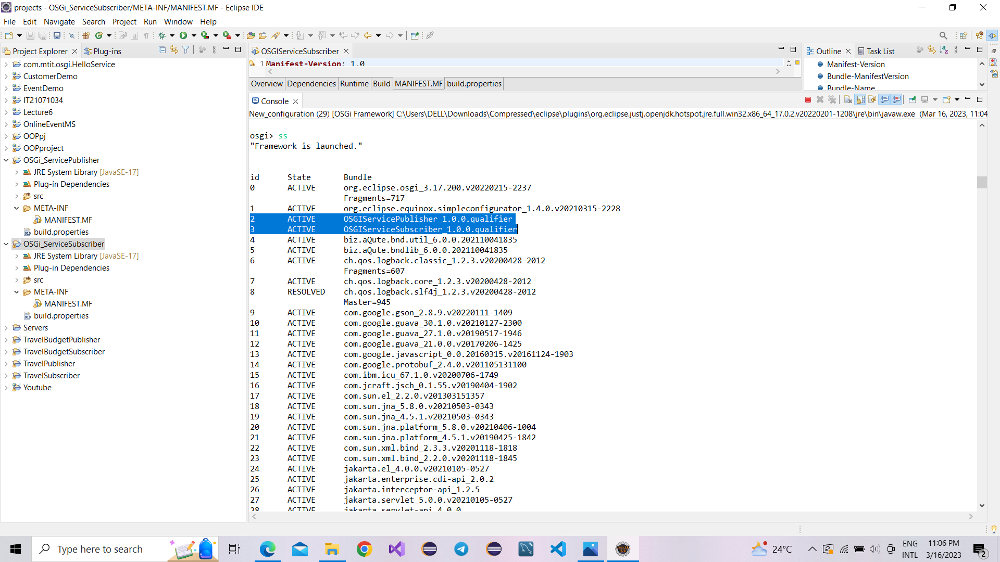 projects - OSGi_ServiceSubscriber/META-INF/MANIFEST.MF - Eclipse IDE
File Edit Navigate Search Project Run Window Help
Project Explorer
Plug-ins
com.mtit.osgi.HelloService
CustomerDemo
EventDemo
IT21071034
Lecture6
OnlineEventMS
OOPpj
OOPproject
OSGi_ServicePublisher
JRE System Library [JavaSE-17]
Plug-in Dependencies
src
META-INF
MANIFEST.MF
build.properties
OSGi_ServiceSubscriber
JRE System Library [JavaSE-17]
Plug-in Dependencies
src
META-INF
MANIFEST.MF
build.properties
Servers
TravelBudgetPublisher
TravelBudgetSubscriber
TravelPublisher
TravelSubscriber
Youtube
OSGIServiceSubscriber
1 Manifest-Version: 1.0
Overview Dependencies Runtime Build MANIFEST.MF build.properties
Outline
Task List
Manifest-Version
Bundle-ManifestVersion
Bundle-Name
Console
New_configuration (29) [OSGi Framework] C:\Users\DELL\Downloads\Compressed\eclipse\plugins\org.eclipse.justj.openjdk.hotspot.jre.full.win32.x86_64_17.0.2.v20220201-1208\jre\bin\javaw.exe (Mar 16, 2023, 11:04
osgi> ss
"Framework is launched."
id State Bundle
0 ACTIVE org.eclipse.osgi_3.17.200.v20220215-2237
Fragments=717
1 ACTIVE org.eclipse.equinox.simpleconfigurator_1.4.0.v20210315-2228
2 ACTIVE OSGIServicePublisher_1.0.0.qualifier
3 ACTIVE OSGIServiceSubscriber_1.0.0.qualifier
4 ACTIVE biz.aQute.bnd.util_6.0.0.202110041835
5 ACTIVE biz.aQute.bndlib_6.0.0.202110041835
6 ACTIVE ch.qos.logback.classic_1.2.3.v20200428-2012
Fragments=607
7 ACTIVE ch.qos.logback.core_1.2.3.v20200428-2012
8 RESOLVED ch.qos.logback.slf4j_1.2.3.v20200428-2012
Master=945
9 ACTIVE com.google.gson_2.8.9.v20220111-1409
10 ACTIVE com.google.guava_30.1.0.v20210127-2300
11 ACTIVE com.google.guava_27.1.0.v20190517-1946
12 ACTIVE com.google.guava_21.0.0.v20170206-1425
13 ACTIVE com.google.javascript_0.0.20160315.v20161124-1903
14 ACTIVE com.google.protobuf_2.4.0.v201105131100
15 ACTIVE com.ibm.icu_67.1.0.v20200706-1749
16 ACTIVE com.jcraft.jsch_0.1.55.v20190404-1902
17 ACTIVE com.sun.el_2.2.0.v201303151357
18 ACTIVE com.sun.jna_5.8.0.v20210503-0343
19 ACTIVE com.sun.jna_4.5.1.v20210503-0343
20 ACTIVE com.sun.jna.platform_5.8.0.v20210406-1004
21 ACTIVE com.sun.jna.platform_4.5.1.v20190425-1842
22 ACTIVE com.sun.xml.bind_2.3.3.v20201118-1818
23 ACTIVE com.sun.xml.bind_2.2.0.v20201118-1845
24 ACTIVE jakarta.el_4.0.0.v20210105-0527
25 ACTIVE jakarta.enterprise.cdi-api_2.0.2
26 ACTIVE jakarta.interceptor-api_1.2.5
27 ACTIVE jakarta.servlet_5.0.0.v20210105-0527
28 ACTIVE jakarta.servlet-api_4.0.0
Type here to search
24°C
ENG
INTL
11:06 PM
3/16/2023
2